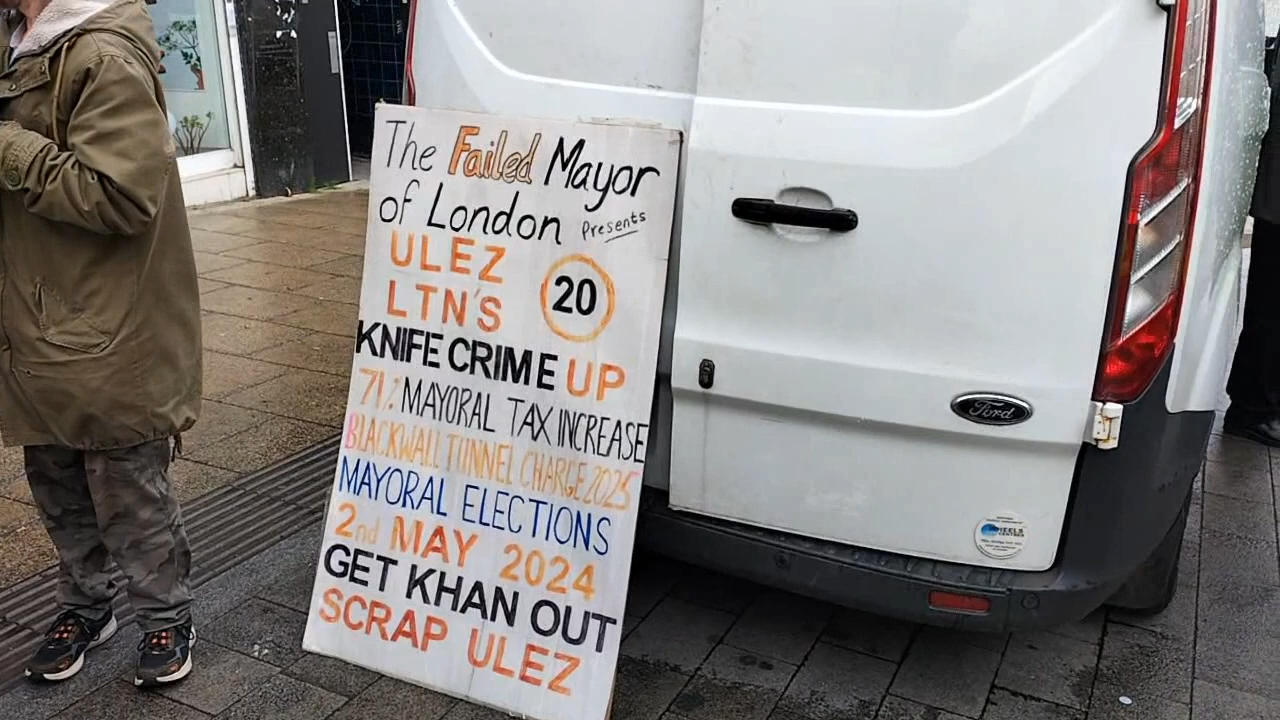 The Failed Mayor
of London Presents
ULEZ
LTN'S
20
KNIFE CRIME UP
71% MAYORAL TAX INCREASE
BLACKWALL TUNNEL CHARGE 2025
MAYORAL ELECTIONS
2nd MAY 2024
GET KHAN OUT
SCRAP ULEZ
Ford